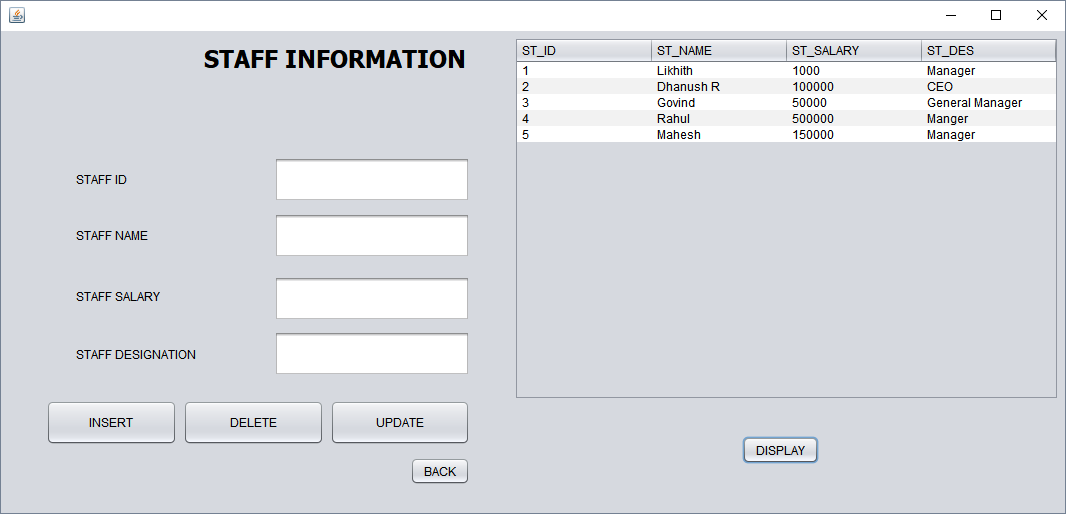 STAFF INFORMATION
STAFF ID
STAFF NAME
STAFF SALARY
STAFF DESIGNATION
INSERT DELETE UPDATE
BACK
ST_ID ST_NAME ST_SALARY ST_DES
1 Likhith 1000 Manager
2 Dhanush R 100000 CEO
3 Govind 50000 General Manager
4 Rahul 500000 Manger
5 Mahesh 150000 Manager
DISPLAY